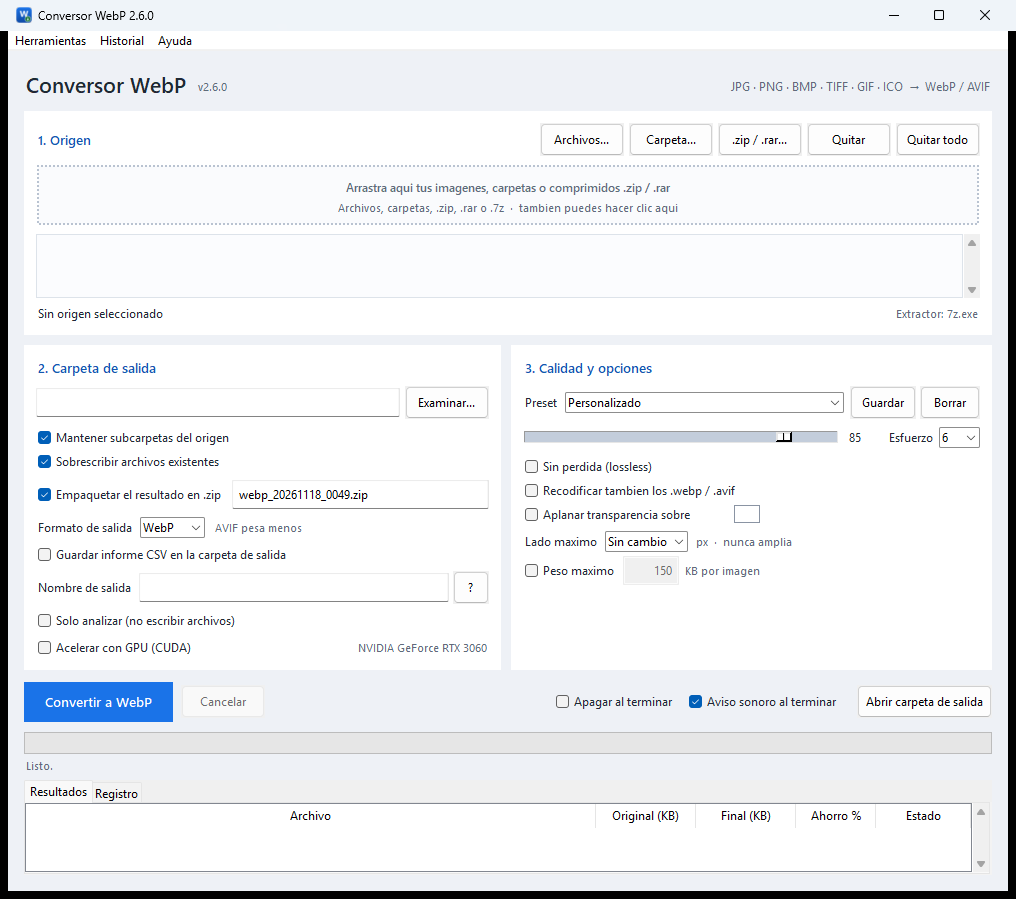 Conversor WebP 2.6.0
Herramientas Historial Ayuda
Conversor WebP v2.6.0 JPG · PNG · BMP · TIFF · GIF · ICO → WebP / AVIF
1. Origen Archivos... Carpeta... .zip / .rar... Quitar Quitar todo
Arrastra aqui tus imagenes, carpetas o comprimidos .zip / .rar
Archivos, carpetas, .zip, .rar o .7z · tambien puedes hacer clic aqui
Sin origen seleccionado Extractor: 7z.exe
2. Carpeta de salida
Examinar...
Mantener subcarpetas del origen
Sobrescribir archivos existentes
Empaquetar el resultado en .zip webp_20261118_0049.zip
Formato de salida WebP AVIF pesa menos
Guardar informe CSV en la carpeta de salida
Nombre de salida ?
Solo analizar (no escribir archivos)
Acelerar con GPU (CUDA) NVIDIA GeForce RTX 3060
3. Calidad y opciones
Preset Personalizado Guardar Borrar
85 Esfuerzo 6
Sin perdida (lossless)
Recodificar tambien los .webp / .avif
Aplanar transparencia sobre
Lado maximo Sin cambio px · nunca amplia
Peso maximo 150 KB por imagen
Convertir a WebP Cancelar Apagar al terminar Aviso sonoro al terminar Abrir carpeta de salida
Listo.
Resultados Registro
Archivo Original (KB) Final (KB) Ahorro % Estado